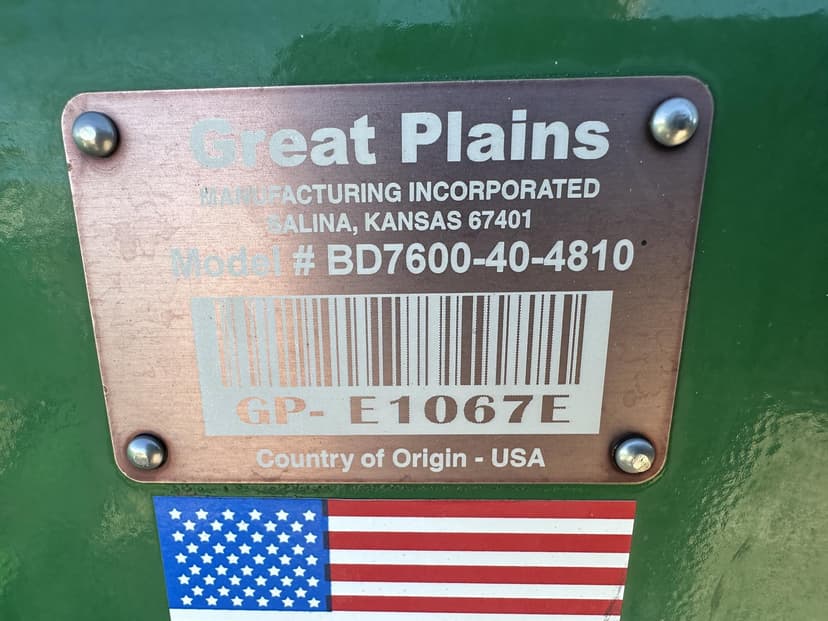 Great Plains
MANUFACTURING INCORPORATED
SALINA, KANSAS 67401
Model # BD7600-40-4810
GP- E1067E
Country of Origin - USA